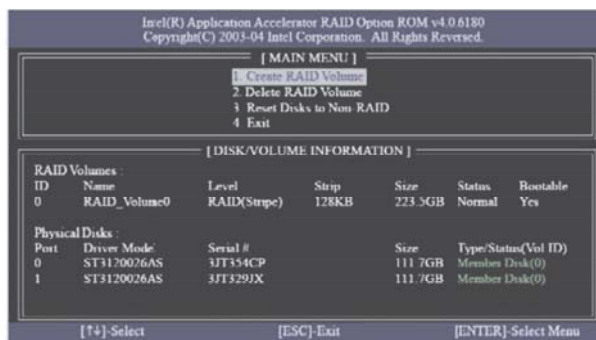 Intel(R) Application Accelerator RAID Option ROM v4.0.6180
Copyright(C) 2003-04 Intel Corporation. All Rights Reversed.
[ MAIN MENU ]
1. Create RAID Volume
2. Delete RAID Volume
3 Reset Disks to Non-RAID
4 Exit
[ DISK/VOLUME INFORMATION ]
RAID Volumes :
ID Name Level Strip Size Status Bootable
0 RAID_Volume0 RAID(Stripe) 128KB 223.5GB Normal Yes
Physical Disks :
Port Driver Model Serial # Size Type/Status(Vol ID)
0 ST3120026AS 3JT354CP 111.7GB Member Disk(0)
1 ST3120026AS 3JT329JX 111.7GB Member Disk(0)
[↑↓]-Select [ESC]-Exit [ENTER]-Select Menu